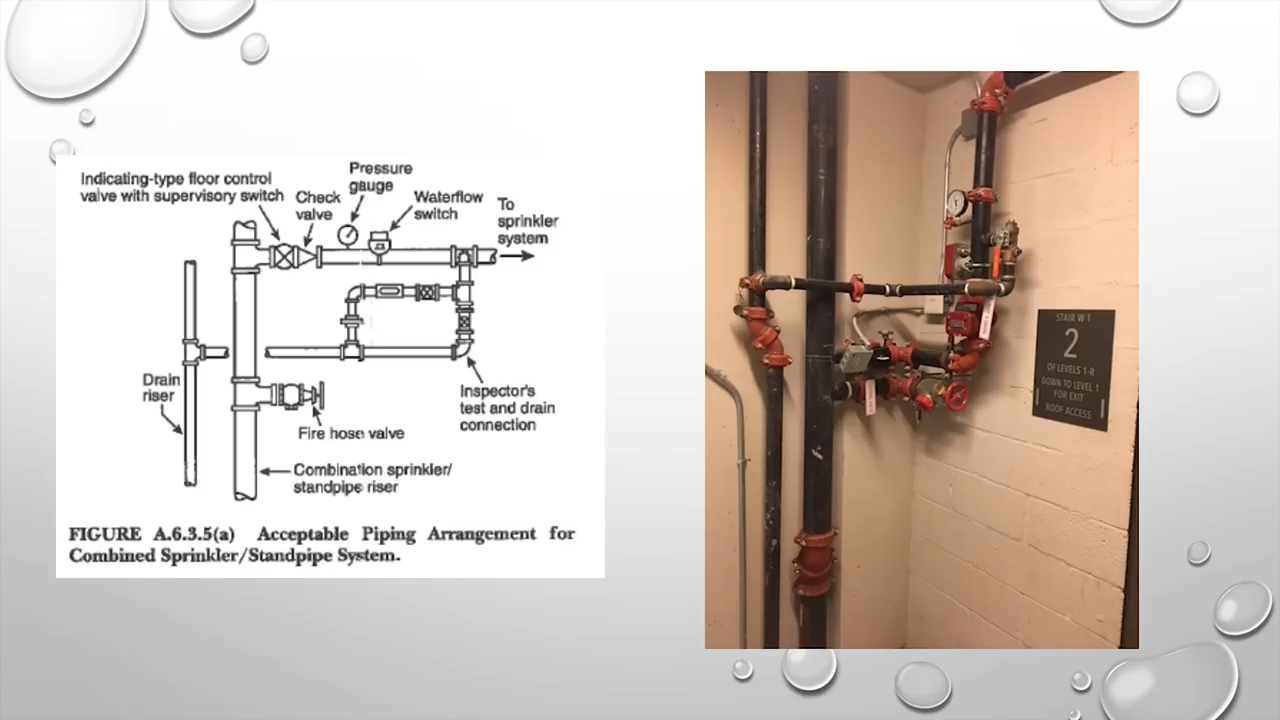 Indicating-type floor control
valve with supervisory switch
Check
valve
Pressure
gauge
Waterflow
switch
To
sprinkler
system
Drain
riser
Fire hose valve
Inspector's
test and drain
connection
Combination sprinkler/
standpipe riser
FIGURE A.6.3.5(a) Acceptable Piping Arrangement for
Combined Sprinkler/Standpipe System.
STAIR W 1
2
OF LEVELS 1-R
DOWN TO LEVEL 1
FOR EXIT
ROOF ACCESS